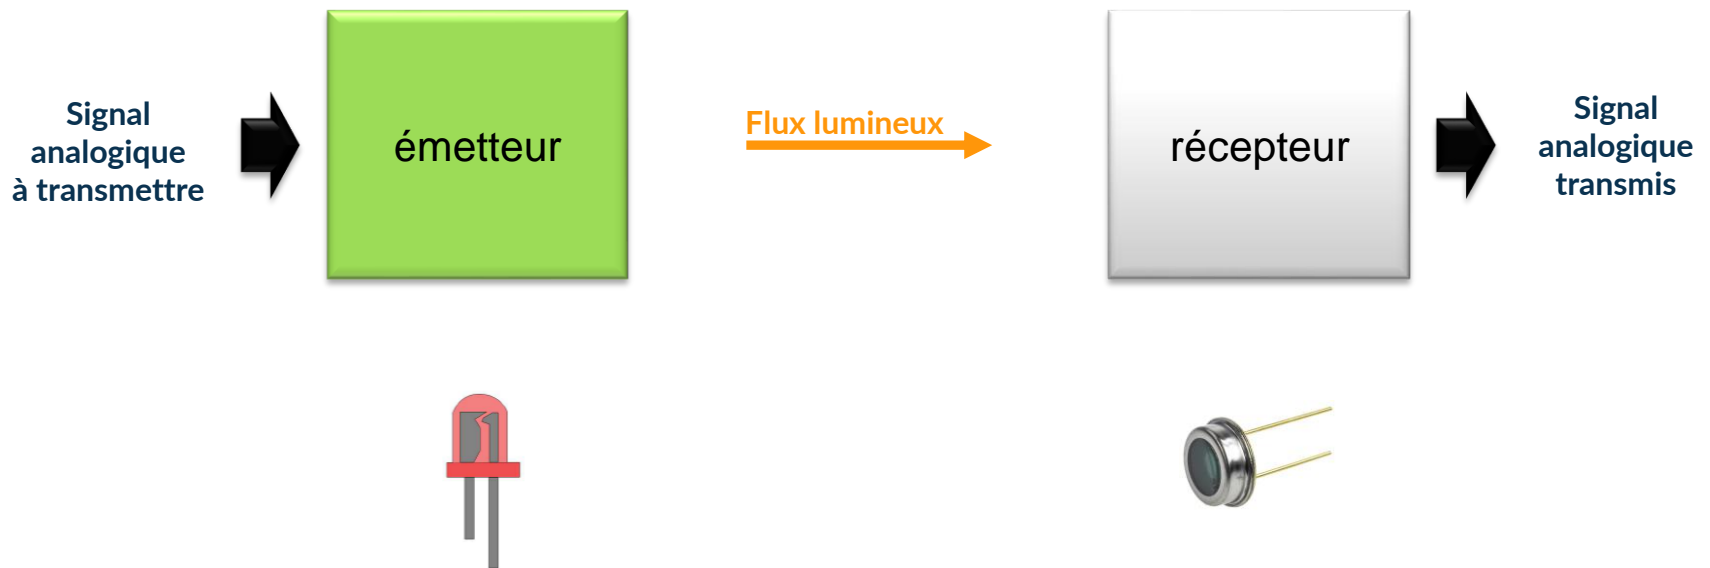 Signal
analogique
à transmettre
émetteur
Flux lumineux
récepteur
Signal
analogique
transmis